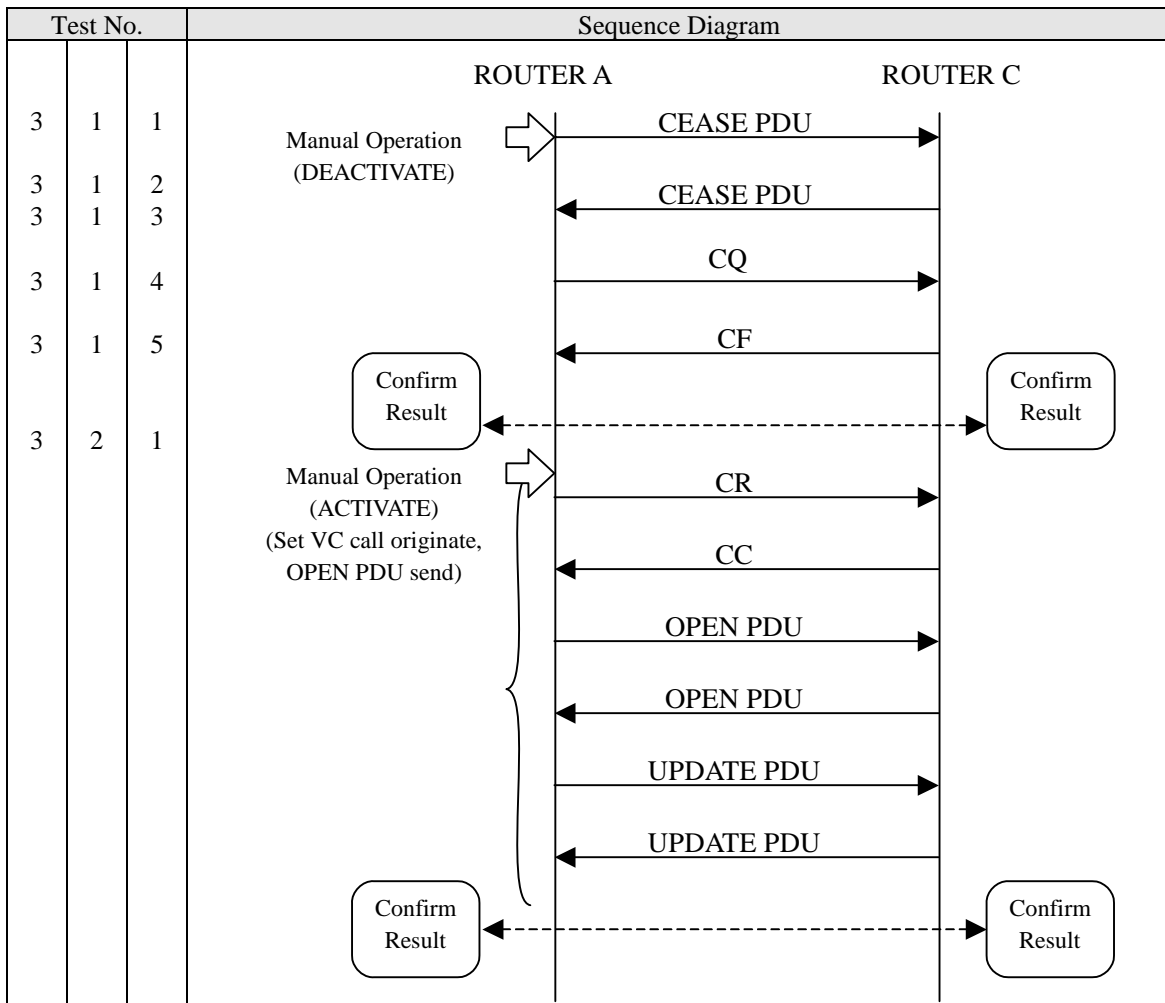 Test No. Sequence Diagram
ROUTER A ROUTER C
3 1 1
Manual Operation
(DEACTIVATE)
CEASE PDU
3 1 2
3 1 3
CEASE PDU
3 1 4
CQ
3 1 5
CF
Confirm
Result
Confirm
Result
3 2 1
Manual Operation
(ACTIVATE)
(Set VC call originate,
OPEN PDU send)
CR
CC
OPEN PDU
OPEN PDU
UPDATE PDU
UPDATE PDU
Confirm
Result
Confirm
Result